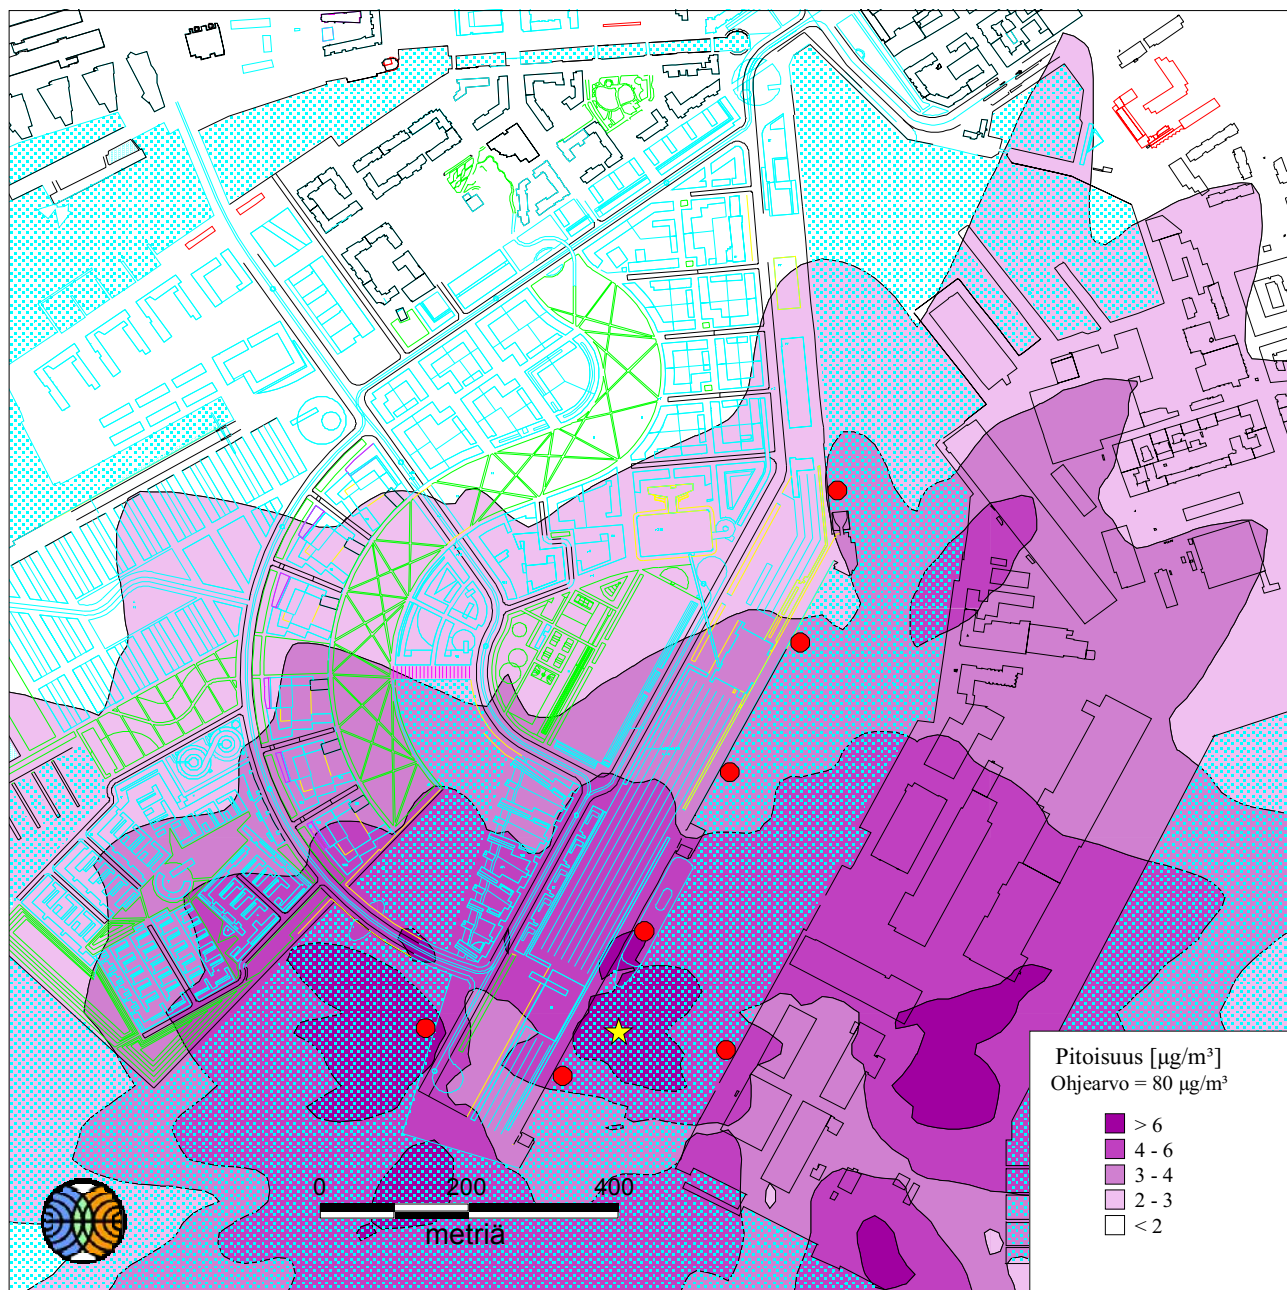 Pitoisuus [µg/m³]
Ohjearvo = 80 µg/m³
> 6
4 - 6
3 - 4
2 - 3
< 2
0 200 400
metriä